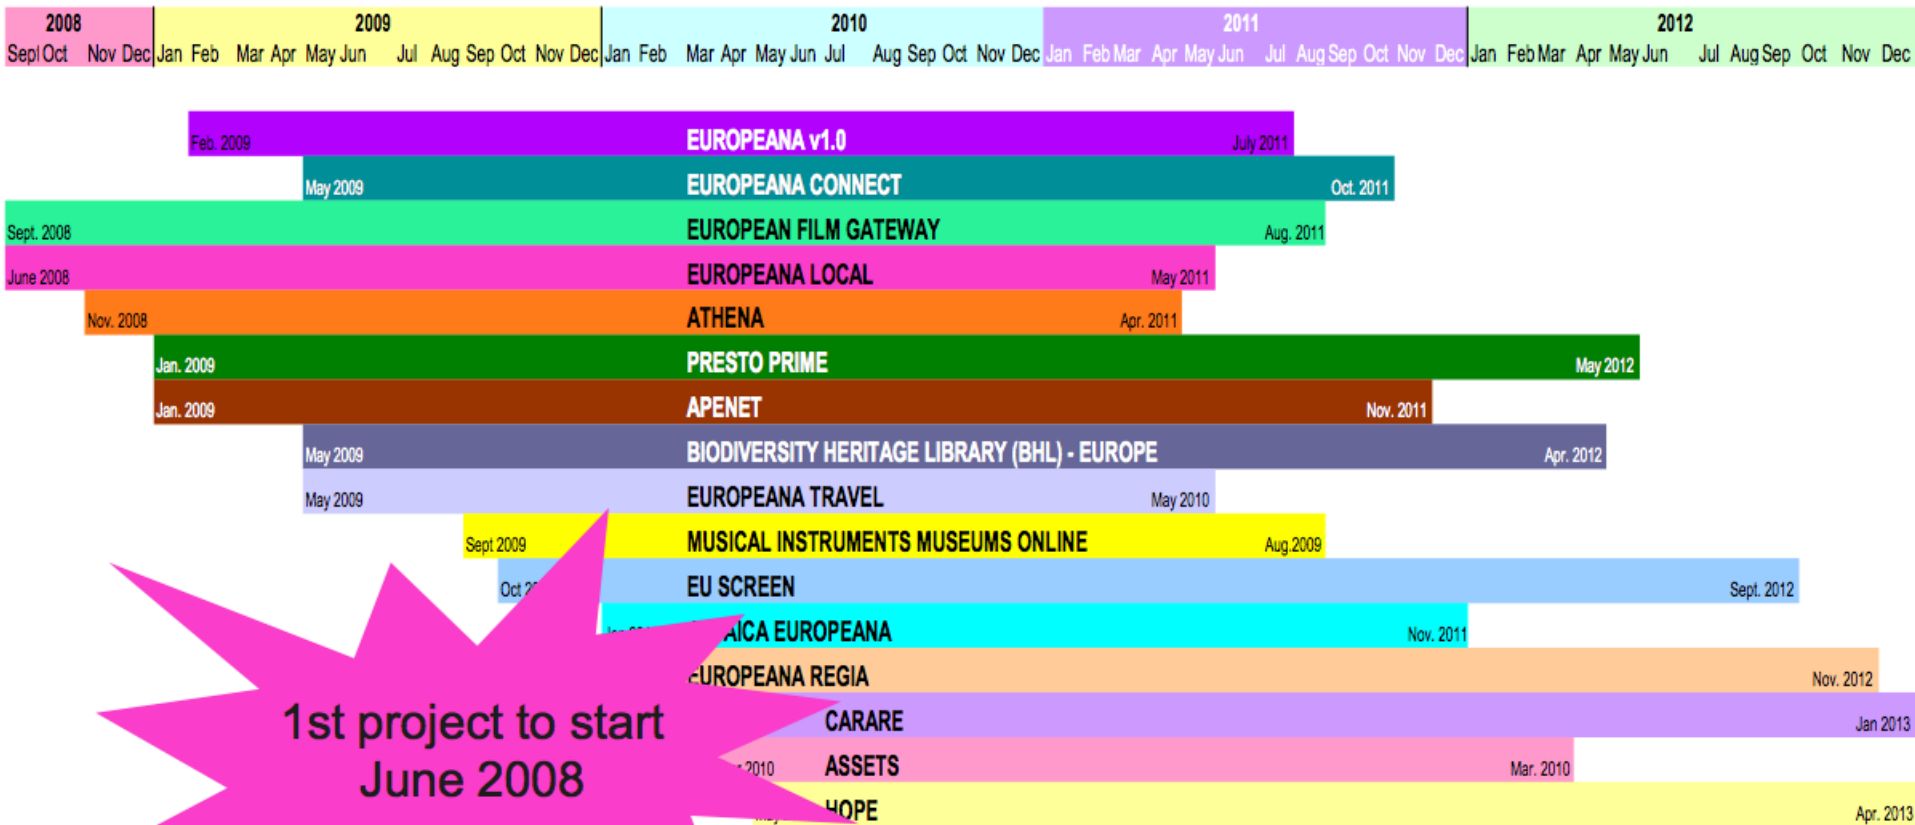 2008 2009 2010 2011 2012
Sept Oct Nov Dec Jan Feb Mar Apr May Jun Jul Aug Sep Oct Nov Dec Jan Feb Mar Apr May Jun Jul Aug Sep Oct Nov Dec Jan Feb Mar Apr May Jun Jul Aug Sep Oct Nov Dec Jan Feb Mar Apr May Jun Jul Aug Sep Oct Nov Dec
Feb. 2009 EUROPEANA v1.0 July 2011
May 2009 EUROPEANA CONNECT Oct. 2011
Sept. 2008 EUROPEAN FILM GATEWAY Aug. 2011
June 2008 EUROPEANA LOCAL May 2011
Nov. 2008 ATHENA Apr. 2011
Jan. 2009 PRESTO PRIME May 2012
Jan. 2009 APENET Nov. 2011
May 2009 BIODIVERSITY HERITAGE LIBRARY (BHL) - EUROPE Apr. 2012
May 2009 EUROPEANA TRAVEL May 2010
Sept 2009 MUSICAL INSTRUMENTS MUSEUMS ONLINE Aug.2009
Oct EU SCREEN Sept. 2012
EUROPEANA Nov. 2011
EUROPEANA REGIA Nov. 2012
CARARE Jan 2013
2010 ASSETS Mar. 2010
HOPE Apr. 2013
1st project to start
June 2008